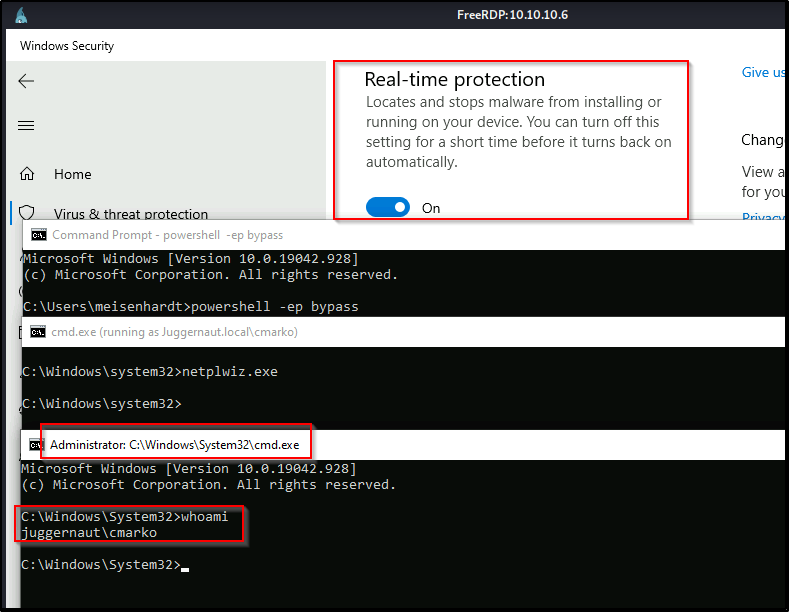 FreeRDP:10.10.10.6
Windows Security
Real-time protection
Locates and stops malware from installing or
running on your device. You can turn off this
setting for a short time before it turns back on
automatically.
On
Give us
Chang
View a
for you
Privacy
Home
Virus & threat protection
Command Prompt - powershell  -ep bypass
Microsoft Windows [Version 10.0.19042.928]
(c) Microsoft Corporation. All rights reserved.
C:\Users\meisenhardt>powershell -ep bypass
cmd.exe (running as Juggernaut.local\cmarko)
C:\Windows\system32>netplwiz.exe
C:\Windows\system32>
Administrator: C:\Windows\System32\cmd.exe
Microsoft Windows [Version 10.0.19042.928]
(c) Microsoft Corporation. All rights reserved.
C:\Windows\System32>whoami
juggernaut\cmarko
C:\Windows\System32>